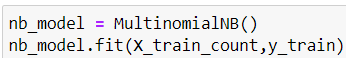 nb_model = MultinomialNB()
nb_model.fit(X_train_count,y_train)